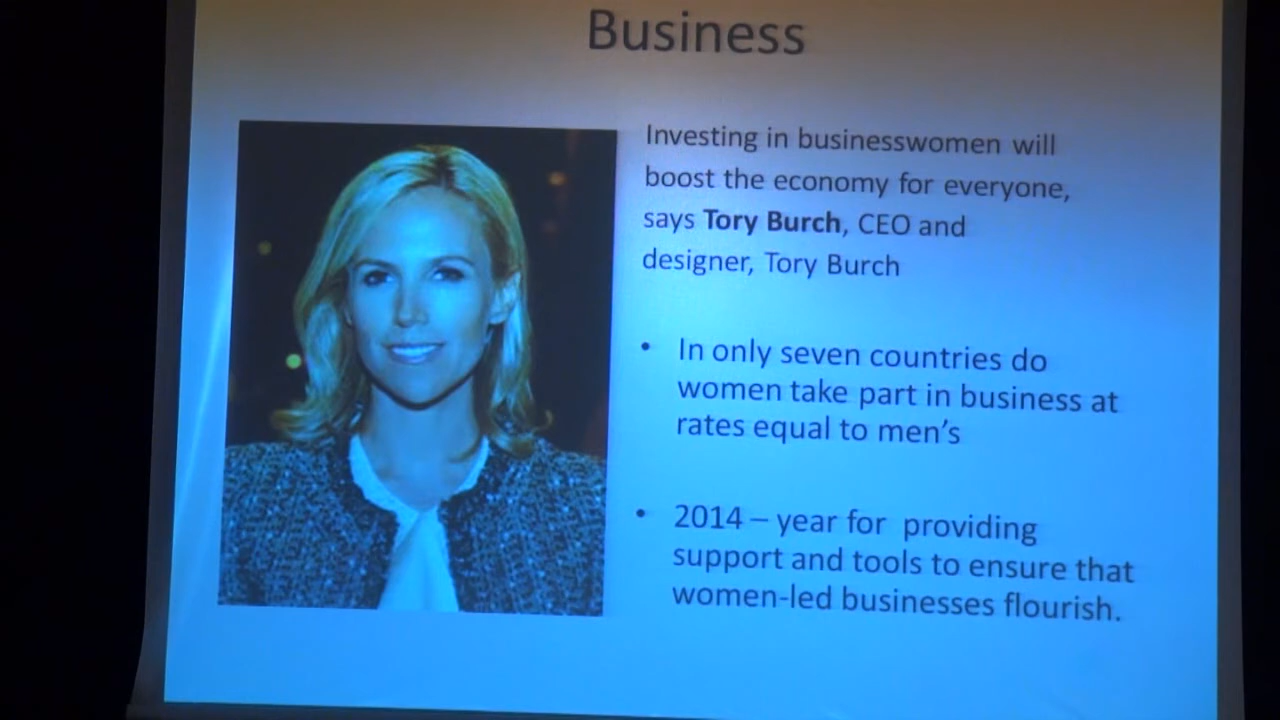 Business
Investing in businesswomen will
boost the economy for everyone,
says Tory Burch, CEO and
designer, Tory Burch
• In only seven countries do
women take part in business at
rates equal to men's
• 2014 – year for providing
support and tools to ensure that
women-led businesses flourish.